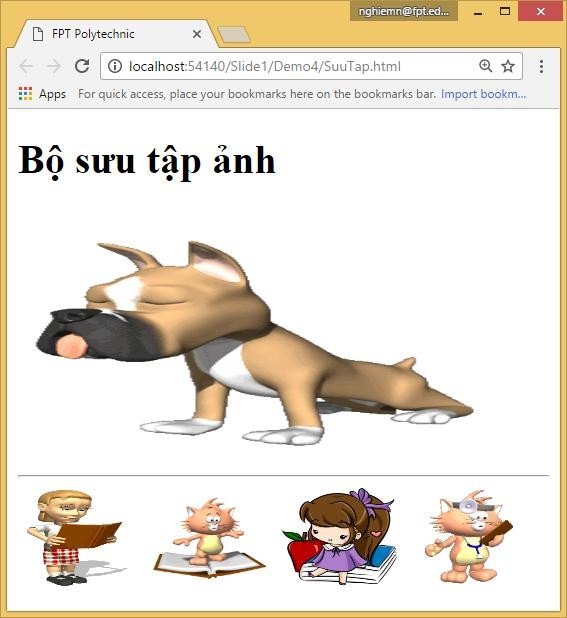 nghiemn@fpt.ed...
FPT Polytechnic
localhost:54140/Slide1/Demo4/SuuTap.html
Apps For quick access, place your bookmarks here on the bookmarks bar. Import bookm...
Bộ sưu tập ảnh